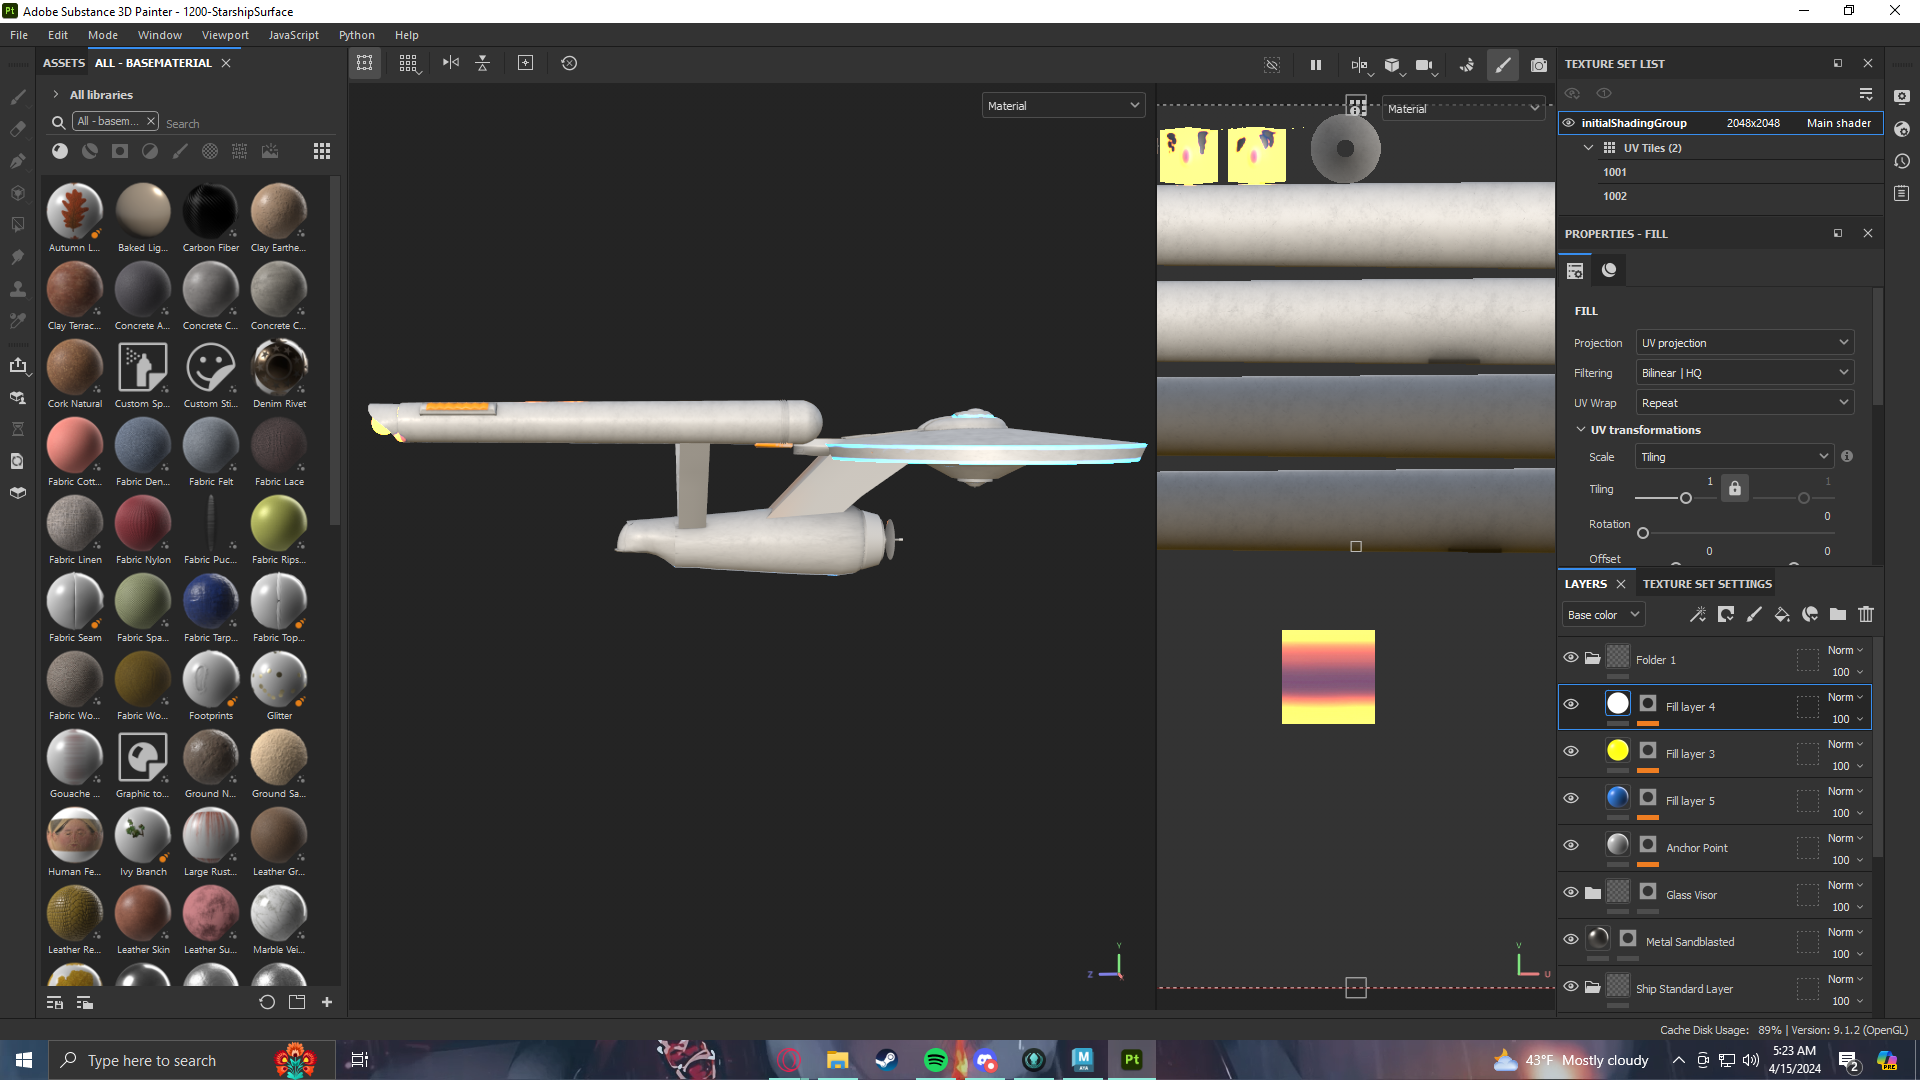 Pt Adobe Substance 3D Painter - 1200-StarshipSurface
File Edit Mode Window Viewport JavaScript Python Help
ASSETS ALL - BASEMATERIAL
All libraries
All - basem... Search
Autumn L... Baked Lig... Carbon Fiber Clay Earthe...
Clay Terrac... Concrete A... Concrete C... Concrete C...
Cork Natural Custom Sp... Custom Sti... Denim Rivet
Fabric Cott... Fabric Den... Fabric Felt Fabric Lace
Fabric Linen Fabric Nylon Fabric Puc... Fabric Rips...
Fabric Seam Fabric Spa... Fabric Tarp... Fabric Top...
Fabric Wo... Fabric Wo... Footprints Glitter
Gouache ... Graphic to... Ground N... Ground Sa...
Human Fe... Ivy Branch Large Rust... Leather Gr...
Leather Re... Leather Skin Leather Su... Marble Vei...
Material
Y
Z
Material
V
U
TEXTURE SET LIST
initialShadingGroup 2048x2048 Main shader
UV Tiles (2)
1001
1002
PROPERTIES - FILL
FILL
Projection UV projection
Filtering Bilinear | HQ
UV Wrap Repeat
UV transformations
Scale Tiling
Tiling 1 1
Rotation 0
Offset 0 0
LAYERS TEXTURE SET SETTINGS
Base color
Folder 1 Norm 100
Fill layer 4 Norm 100
Fill layer 3 Norm 100
Fill layer 5 Norm 100
Anchor Point Norm 100
Glass Visor Norm 100
Metal Sandblasted Norm 100
Ship Standard Layer Norm 100
Cache Disk Usage: 89% | Version: 9.1.2 (OpenGL)
Type here to search
M
Pt
43°F Mostly cloudy
5:23 AM
4/15/2024
2
PRE